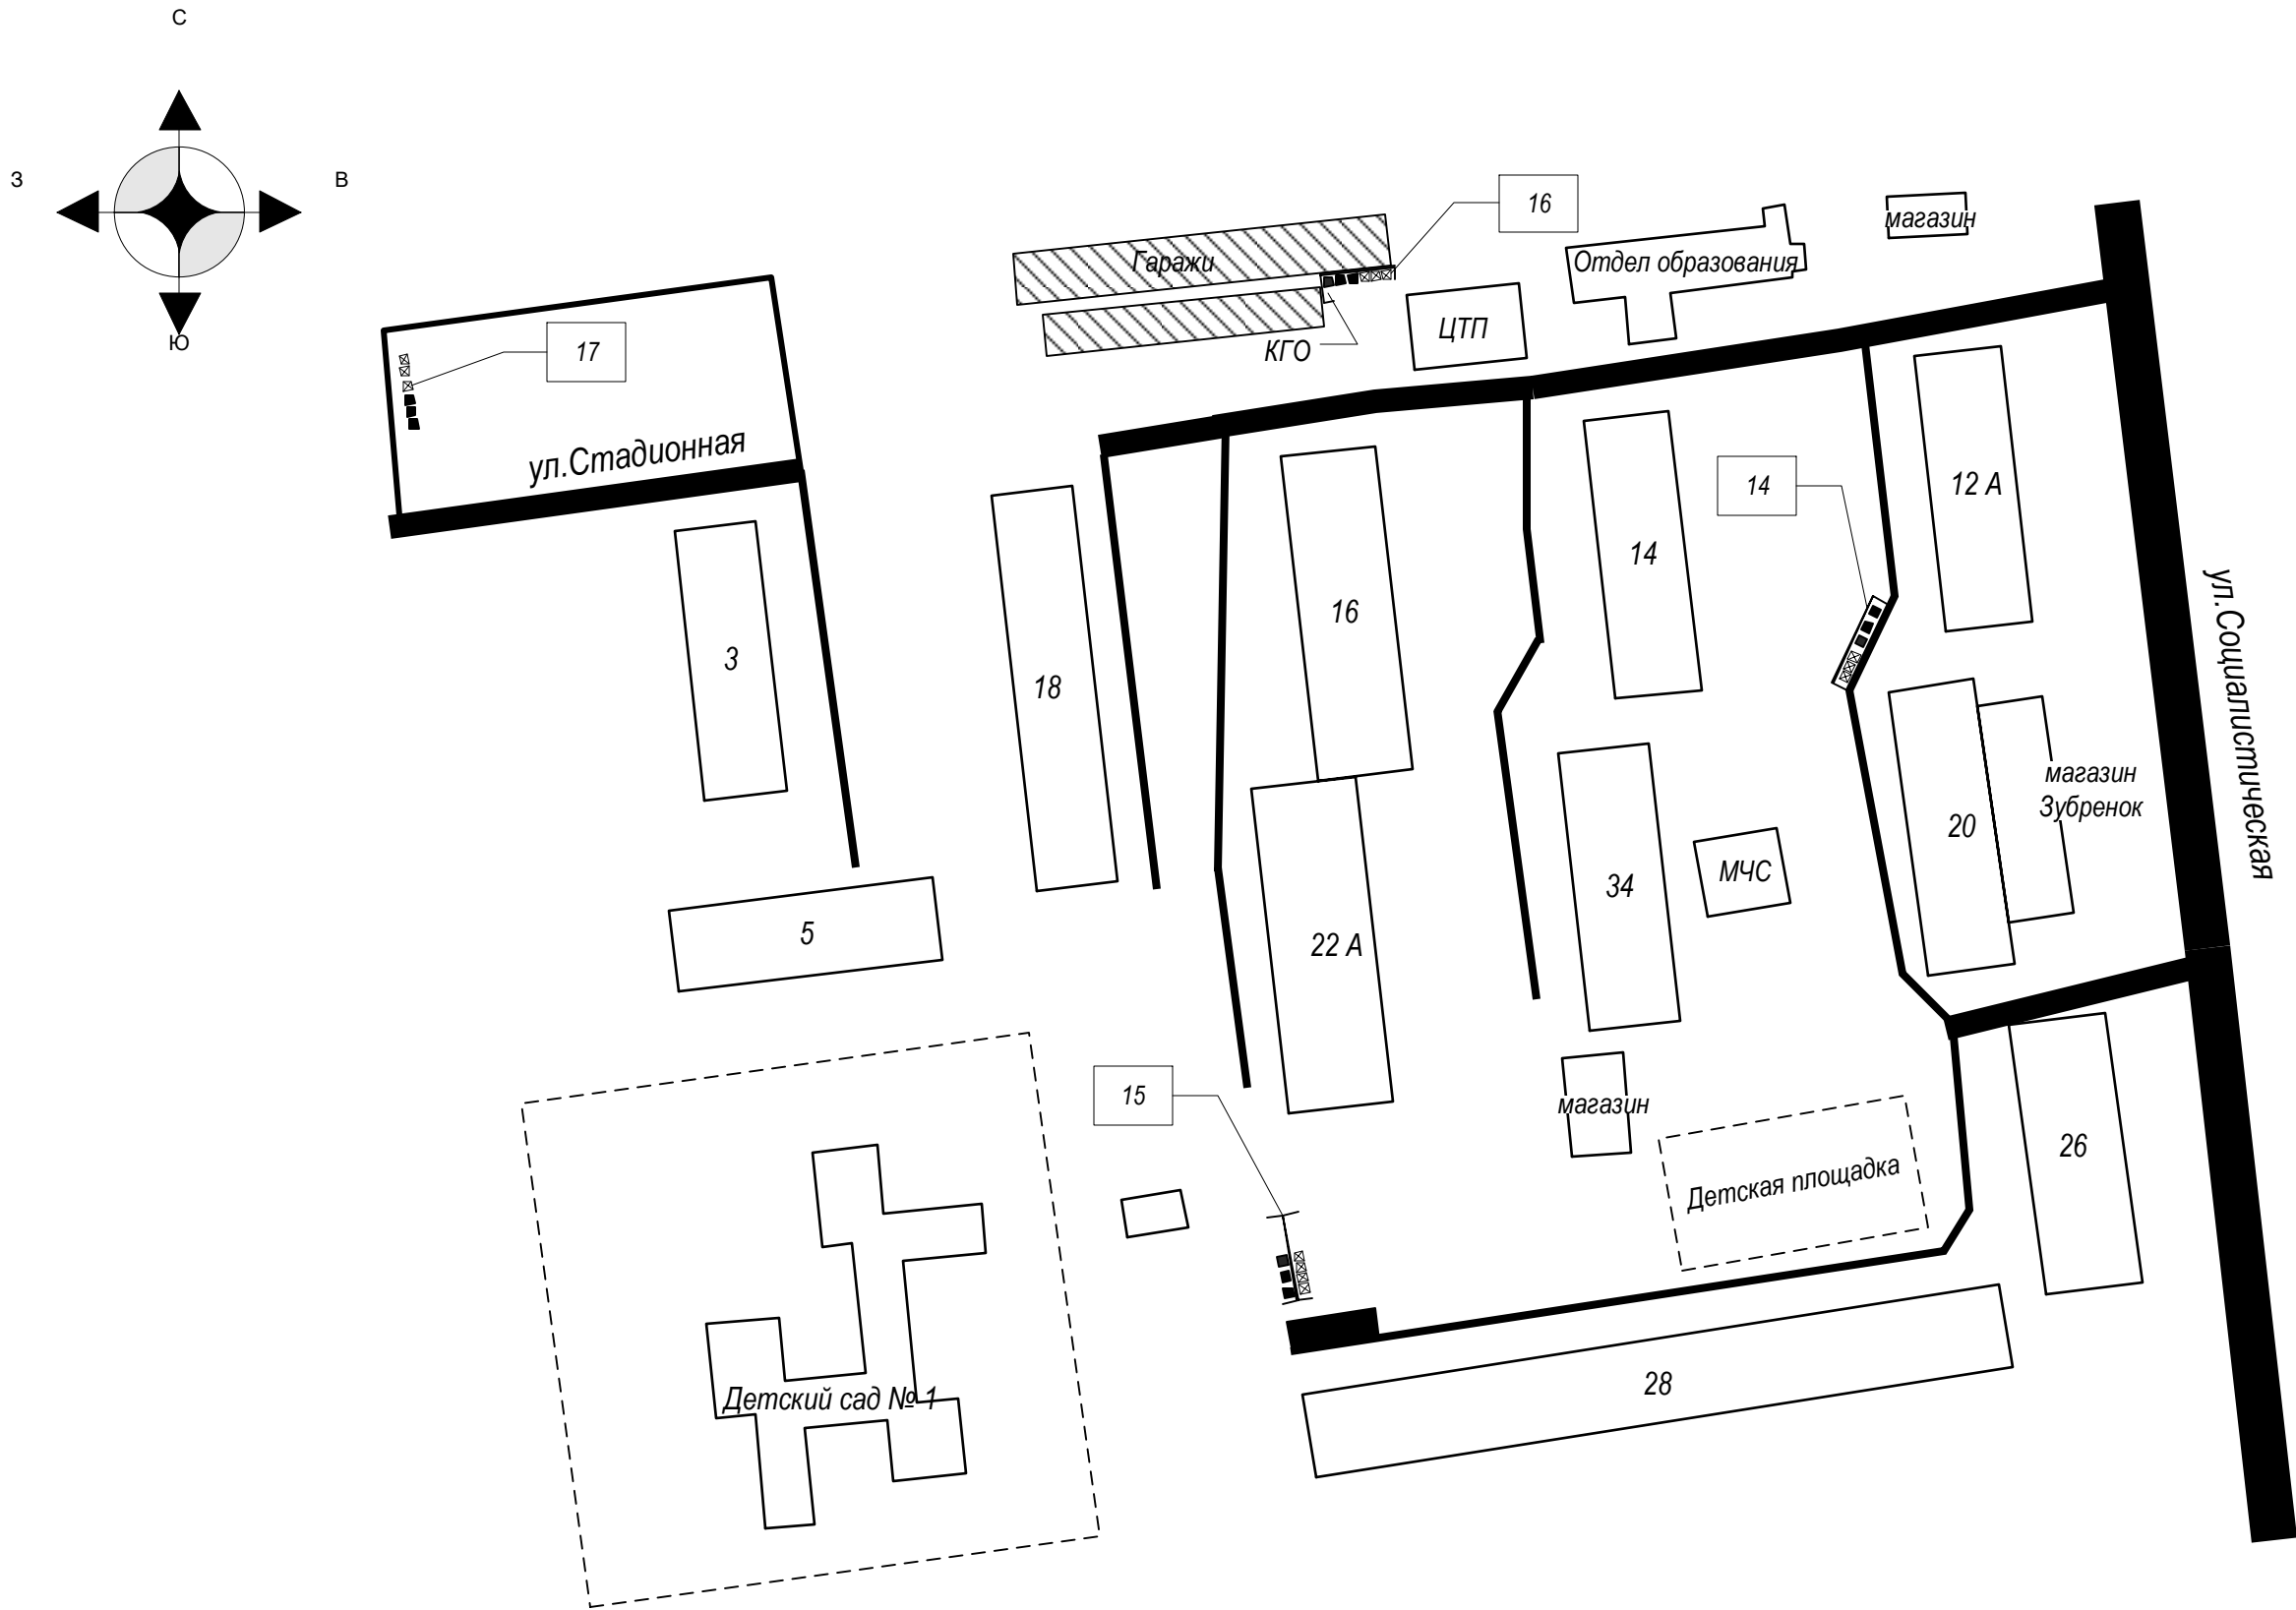 С
З
В
Ю
16
магазин
Гаражи
Отдел образования
17
ЦТП
КГО
ул.Стадионная
14
12 А
14
16
3
18
ул.Социалистическая
магазин
Зубренок
20
МЧС
34
5
22 А
15
магазин
26
Детская площадка
28
Детский сад № 1